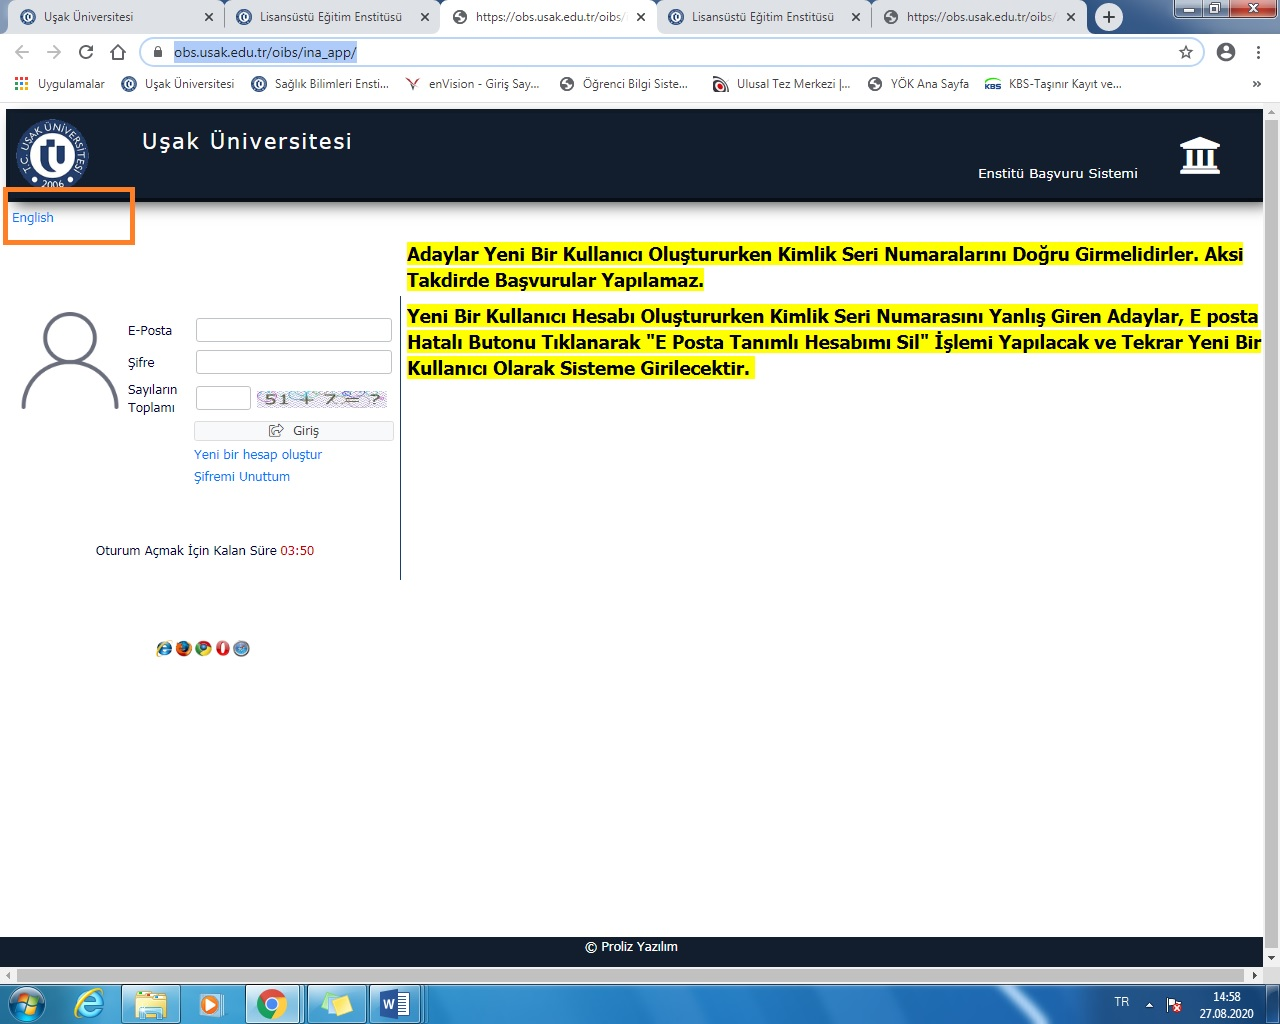 Uşak Üniversitesi
Lisansüstü Eğitim Enstitüsü
https://obs.usak.edu.tr/oibs/
Lisansüstü Eğitim Enstitüsü
https://obs.usak.edu.tr/oibs/
obs.usak.edu.tr/oibs/ina_app/
Uygulamalar
Uşak Üniversitesi
Sağlık Bilimleri Ensti...
enVision - Giriş Say...
Öğrenci Bilgi Siste...
Ulusal Tez Merkezi |...
YÖK Ana Sayfa
KBS
KBS-Taşınır Kayıt ve...
»
T.C. UŞAK ÜNİVERSİTESİ
2006
Uşak Üniversitesi
Enstitü Başvuru Sistemi
English
Adaylar Yeni Bir Kullanıcı Oluştururken Kimlik Seri Numaralarını Doğru Girmelidirler. Aksi
Takdirde Başvurular Yapılamaz.
Yeni Bir Kullanıcı Hesabı Oluştururken Kimlik Seri Numarasını Yanlış Giren Adaylar, E posta
Hatalı Butonu Tıklanarak "E Posta Tanımlı Hesabımı Sil" İşlemi Yapılacak ve Tekrar Yeni Bir
Kullanıcı Olarak Sisteme Girilecektir.
E-Posta
Şifre
Sayıların
Toplamı
51 + 7 = ?
Giriş
Yeni bir hesap oluştur
Şifremi Unuttum
Oturum Açmak İçin Kalan Süre 03:50
© Proliz Yazılım
TR
14:58
27.08.2020